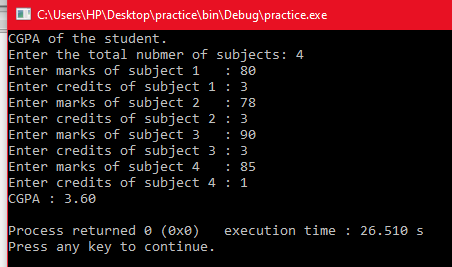 C:\Users\HP\Desktop\practice\bin\Debug\practice.exe
CGPA of the student.
Enter the total nubmer of subjects: 4
Enter marks of subject 1   : 80
Enter credits of subject 1 : 3
Enter marks of subject 2   : 78
Enter credits of subject 2 : 3
Enter marks of subject 3   : 90
Enter credits of subject 3 : 3
Enter marks of subject 4   : 85
Enter credits of subject 4 : 1
CGPA : 3.60
Process returned 0 (0x0)   execution time : 26.510 s
Press any key to continue.